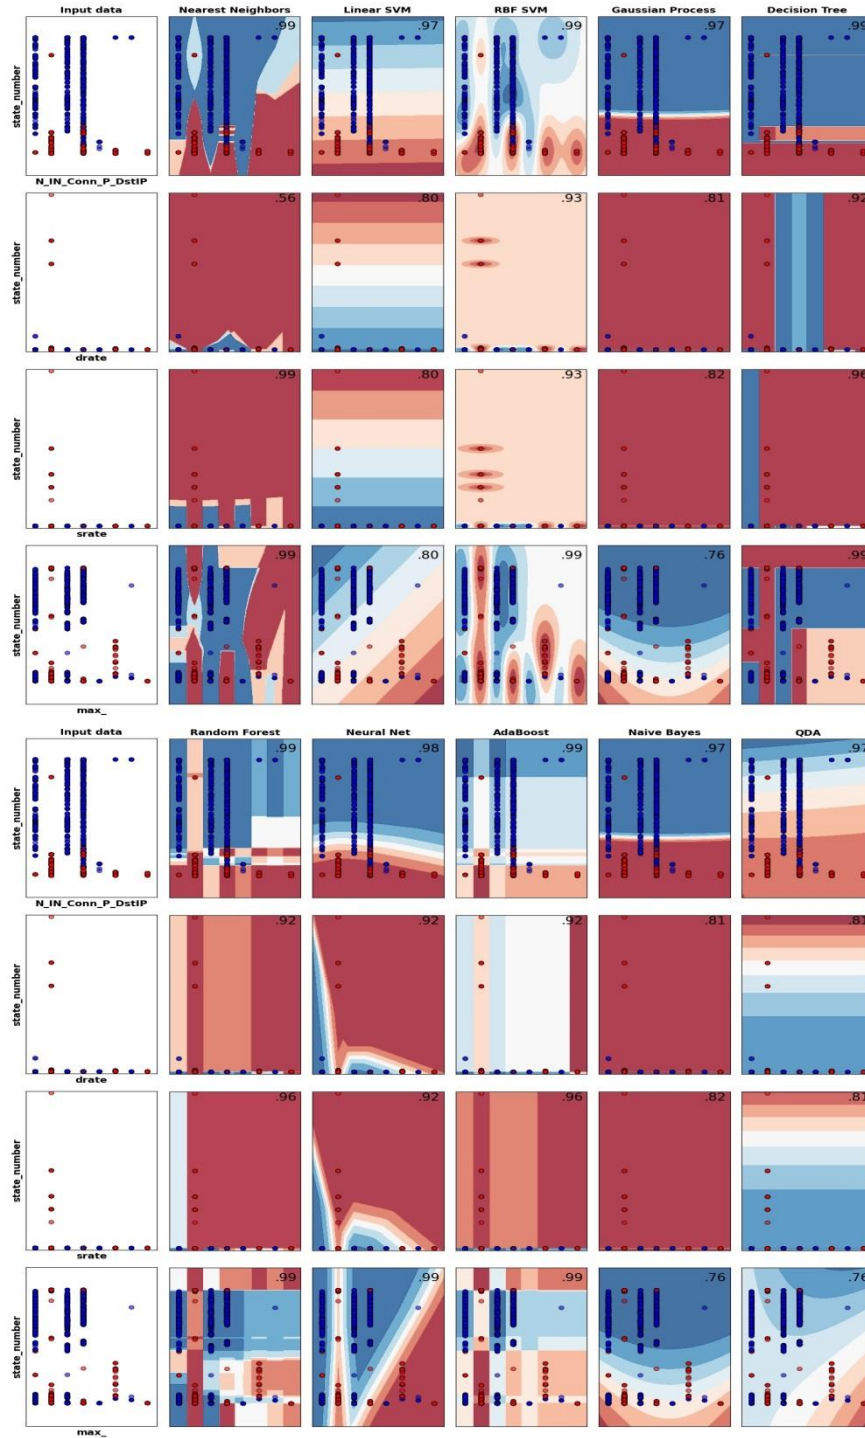 Input data Nearest Neighbors Linear SVM RBF SVM Gaussian Process Decision Tree
state_number .99 .97 .99 .97 .99
N_IN_Conn_P_DstIP
state_number .56 .80 .93 .81 .92
drate
state_number .99 .80 .93 .82 .96
srate
state_number .99 .80 .99 .76 .99
max_
Input data Random Forest Neural Net AdaBoost Naive Bayes QDA
state_number .99 .98 .99 .97 .97
N_IN_Conn_P_DstIP
state_number .92 .92 .92 .81 .81
drate
state_number .96 .92 .96 .82 .81
srate
state_number .99 .99 .99 .76 .76
max_